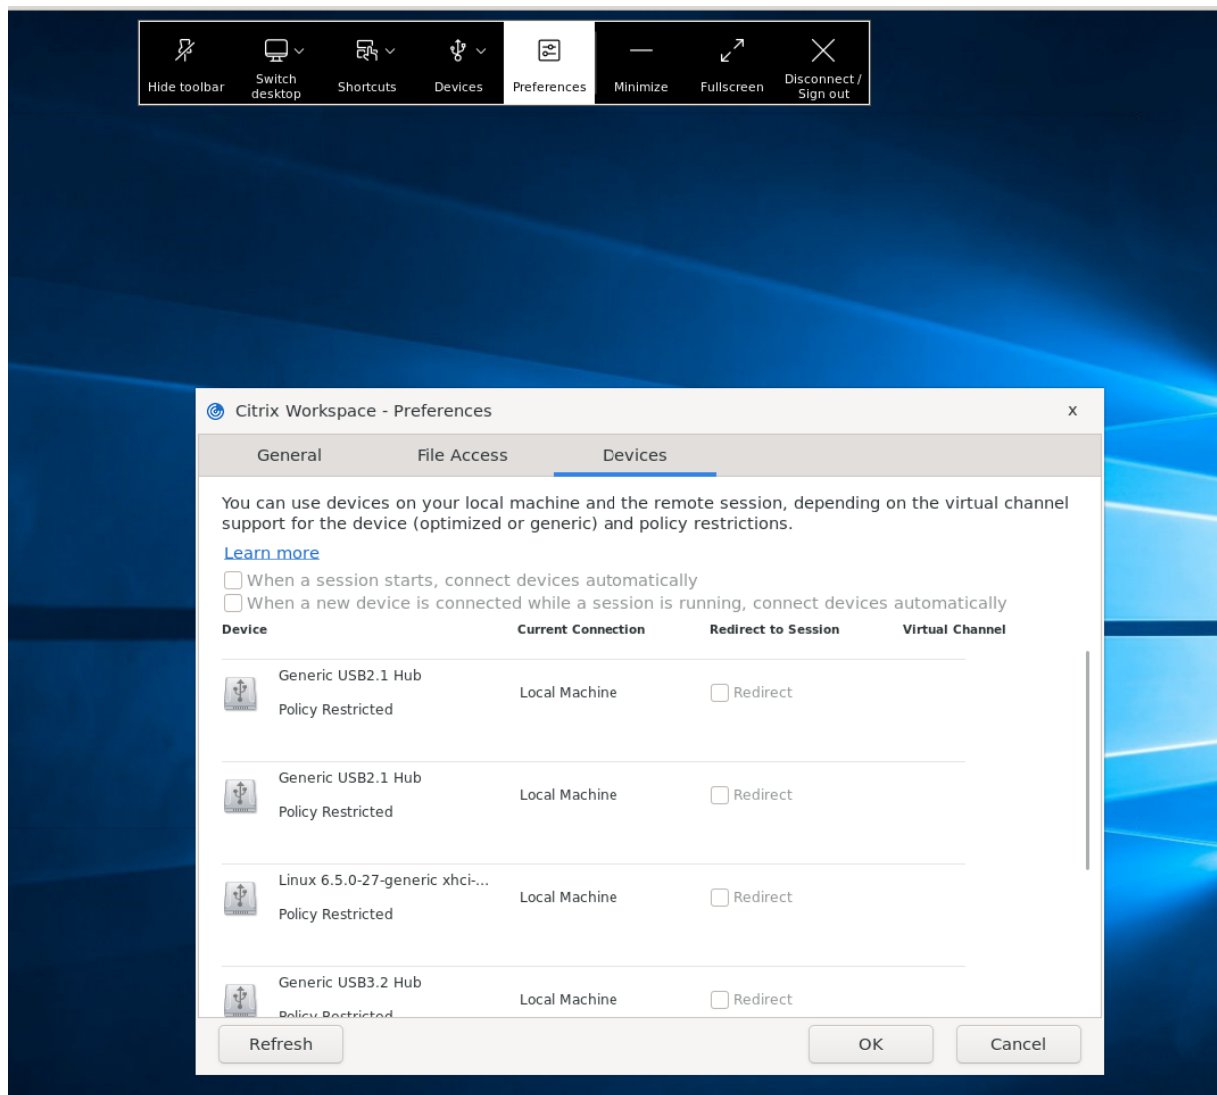 Hide toolbar
Switch
desktop
Shortcuts
Devices
Preferences
Minimize
Fullscreen
Disconnect /
Sign out
Citrix Workspace - Preferences
x
General
File Access
Devices
You can use devices on your local machine and the remote session, depending on the virtual channel
support for the device (optimized or generic) and policy restrictions.
Learn more
When a session starts, connect devices automatically
When a new device is connected while a session is running, connect devices automatically
Device
Current Connection
Redirect to Session
Virtual Channel
Generic USB2.1 Hub
Policy Restricted
Local Machine
Redirect
Generic USB2.1 Hub
Policy Restricted
Local Machine
Redirect
Linux 6.5.0-27-generic xhci-...
Policy Restricted
Local Machine
Redirect
Generic USB3.2 Hub
Policy Restricted
Local Machine
Redirect
Refresh
OK
Cancel